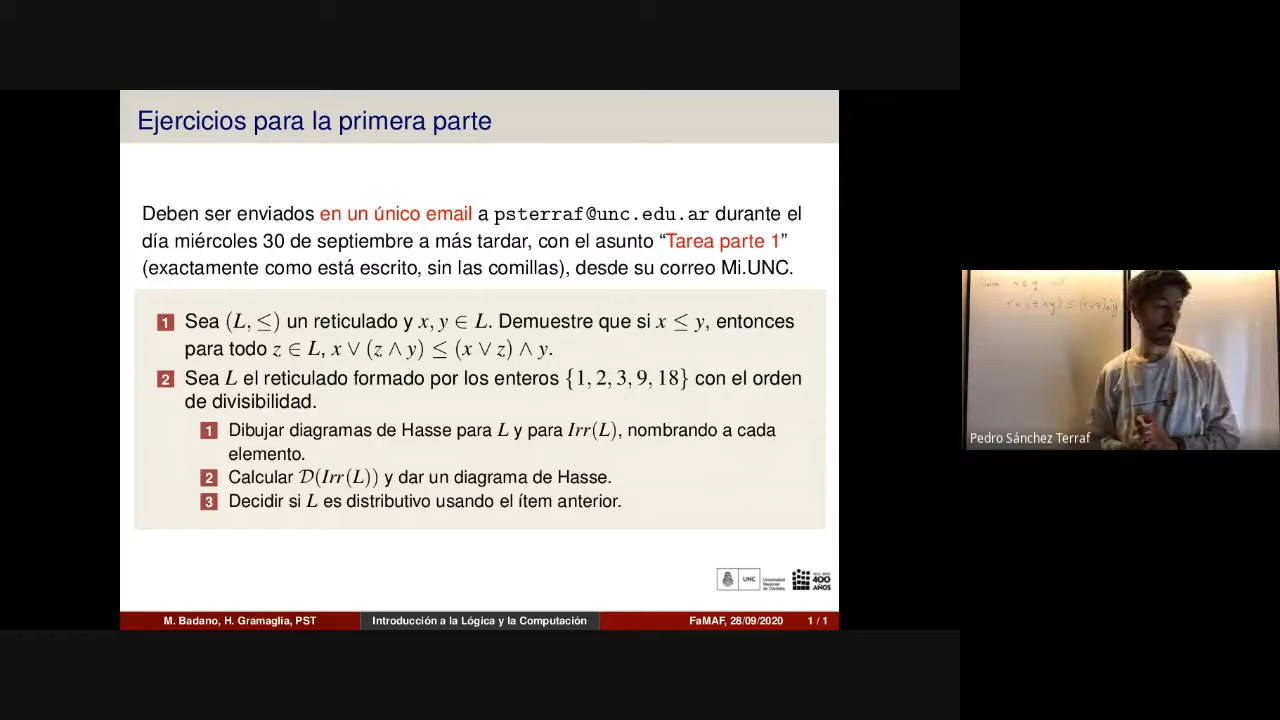 Ejercicios para la primera parte
Deben ser enviados en un único email a psterraf@unc.edu.ar durante el
día miércoles 30 de septiembre a más tardar, con el asunto “Tarea parte 1”
(exactamente como está escrito, sin las comillas), desde su correo Mi.UNC.
1 Sea (L, ≤) un reticulado y x, y ∈ L. Demuestre que si x ≤ y, entonces
para todo z ∈ L, x ∨ (z ∧ y) ≤ (x ∨ z) ∧ y.
2 Sea L el reticulado formado por los enteros {1, 2, 3, 9, 18} con el orden
de divisibilidad.
1 Dibujar diagramas de Hasse para L y para Irr(L), nombrando a cada
elemento.
2 Calcular 𝒟(Irr(L)) y dar un diagrama de Hasse.
3 Decidir si L es distributivo usando el ítem anterior.
UNC
Universidad
Nacional
de Córdoba
400
AÑOS
M. Badano, H. Gramaglia, PST
Introducción a la Lógica y la Computación
FaMAF, 28/09/2020
1 / 1
Pedro Sánchez Terraf